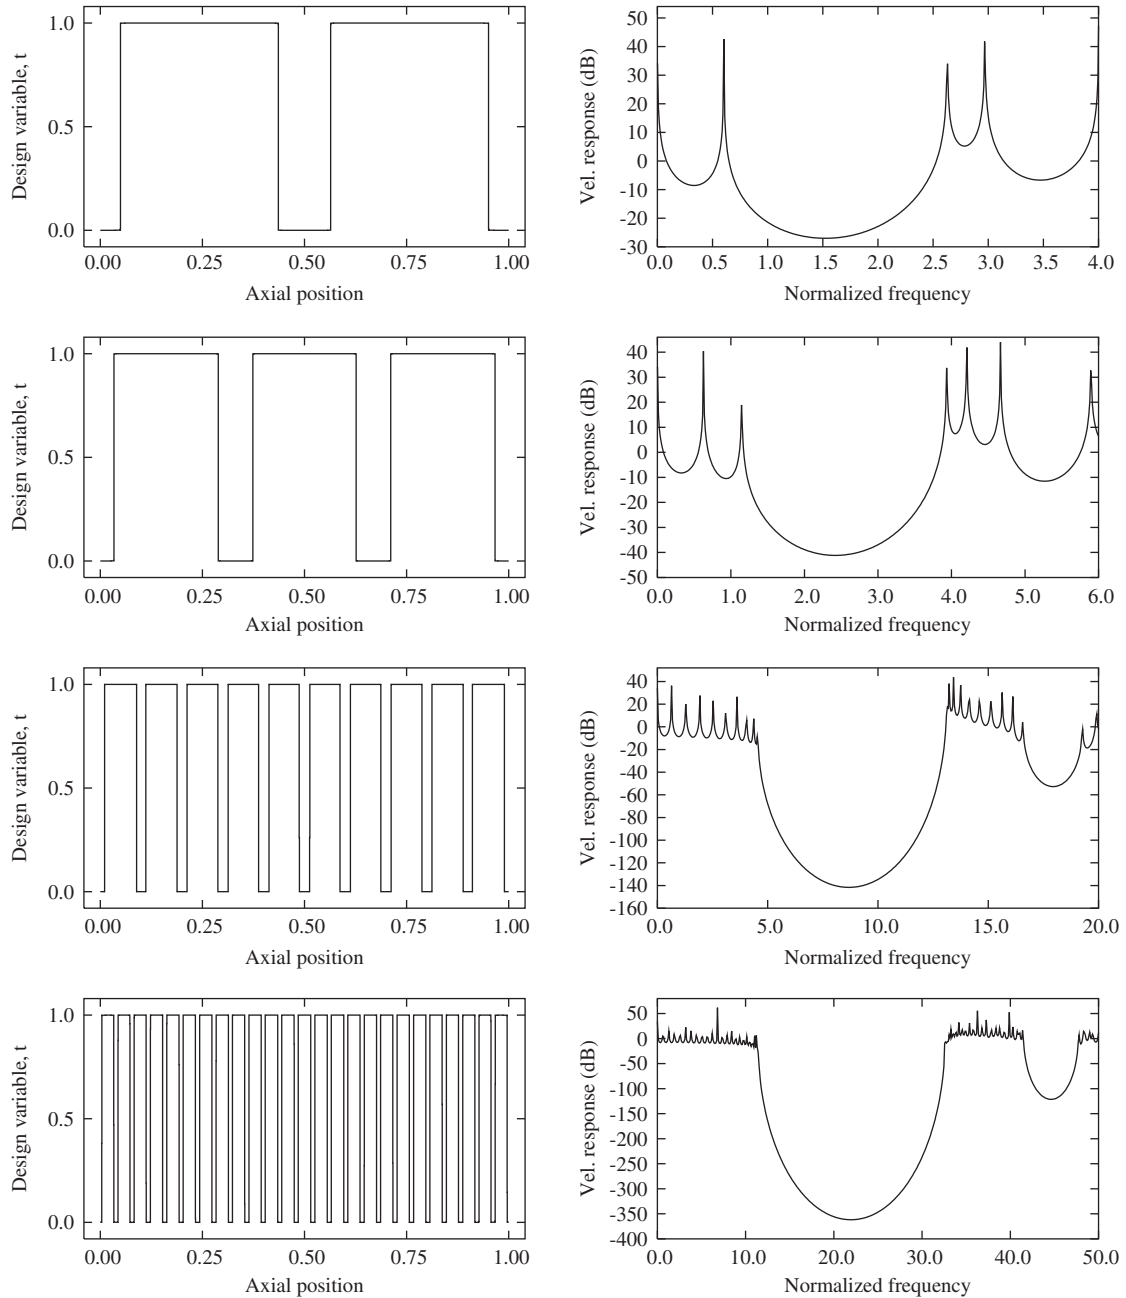 1.0
0.5
0.0
Design variable, t
0.00 0.25 0.50 0.75 1.00
Axial position
50
40
30
20
10
0
-10
-20
-30
Vel. response (dB)
0.0 0.5 1.0 1.5 2.0 2.5 3.0 3.5 4.0
Normalized frequency
1.0
0.5
0.0
Design variable, t
0.00 0.25 0.50 0.75 1.00
Axial position
40
30
20
10
0
-10
-20
-30
-40
-50
Vel. response (dB)
0.0 1.0 2.0 3.0 4.0 5.0 6.0
Normalized frequency
1.0
0.5
0.0
Design variable, t
0.00 0.25 0.50 0.75 1.00
Axial position
40
20
0
-20
-40
-60
-80
-100
-120
-140
-160
Vel. response (dB)
0.0 5.0 10.0 15.0 20.0
Normalized frequency
1.0
0.5
0.0
Design variable, t
0.00 0.25 0.50 0.75 1.00
Axial position
50
0
-50
-100
-150
-200
-250
-300
-350
-400
Vel. response (dB)
0.0 10.0 20.0 30.0 40.0 50.0
Normalized frequency